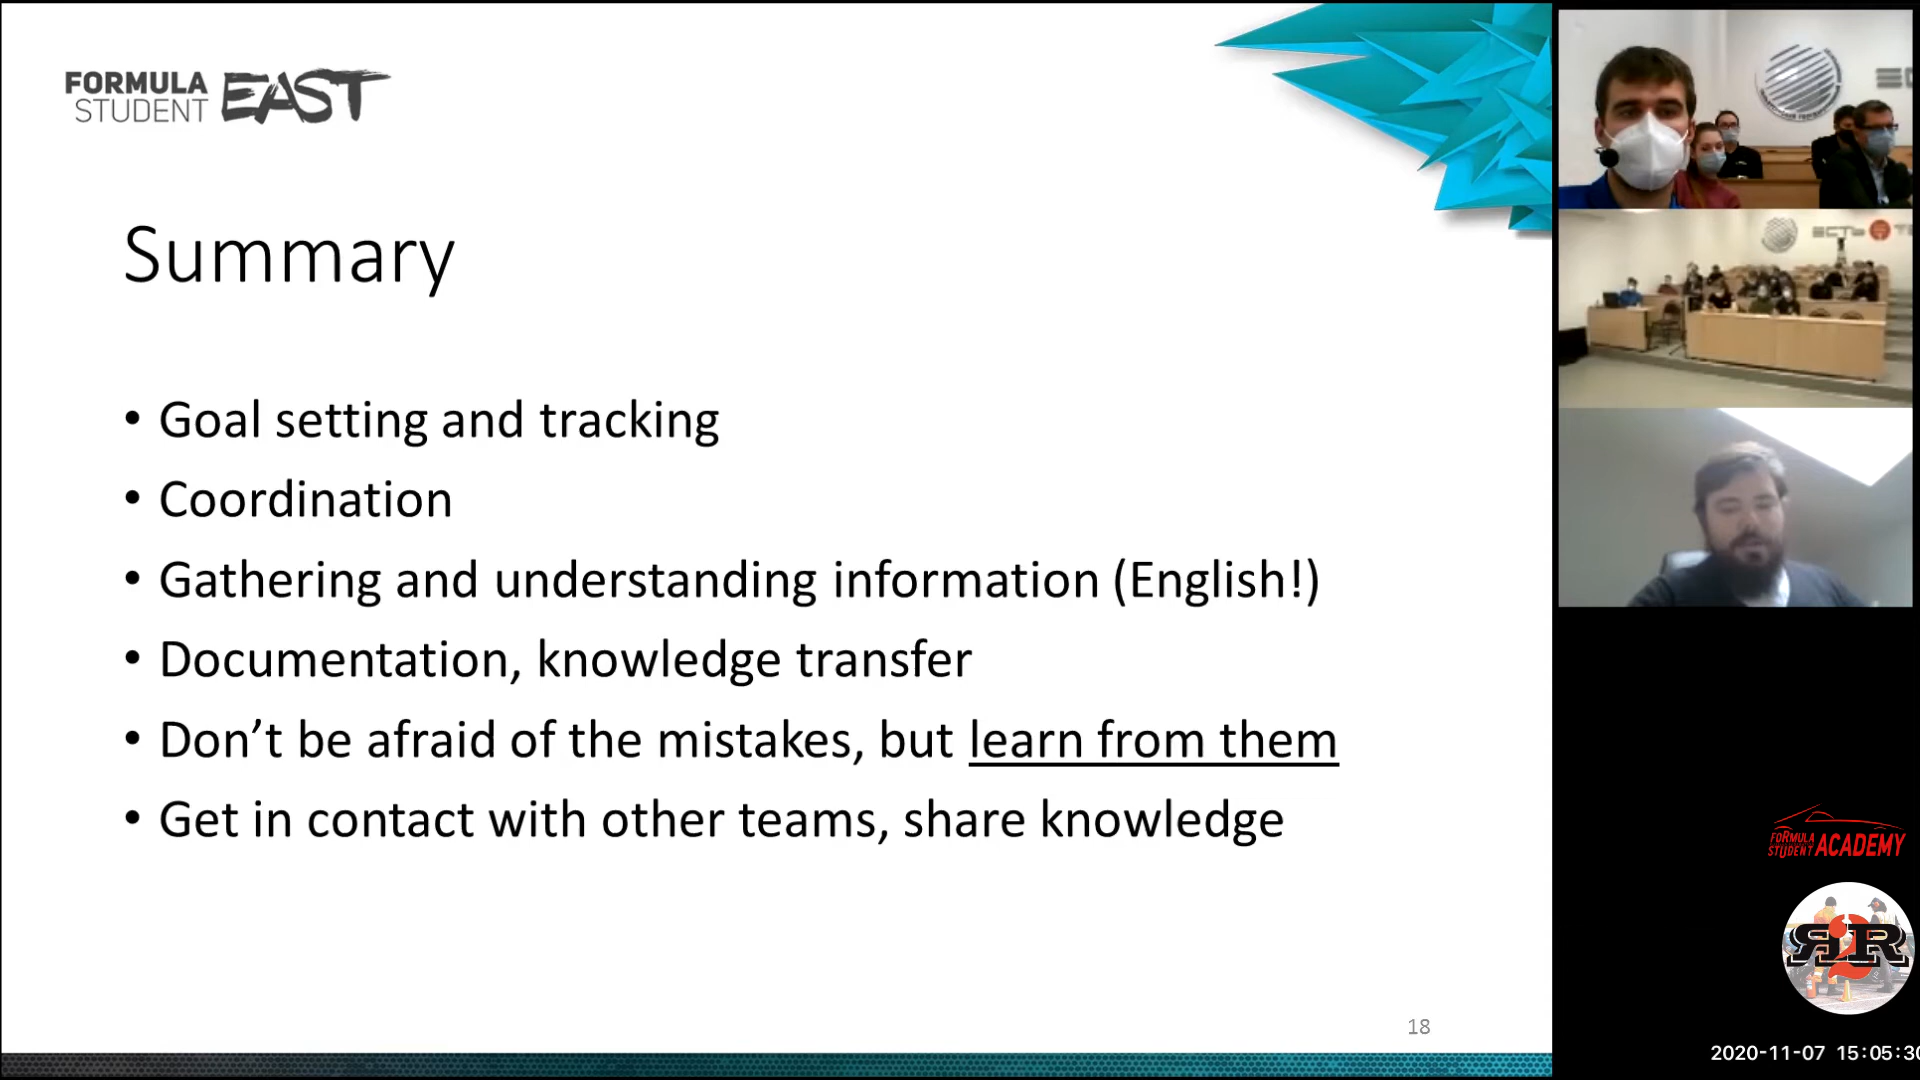 FORMULA
STUDENT EAST
Summary
• Goal setting and tracking
• Coordination
• Gathering and understanding information (English!)
• Documentation, knowledge transfer
• Don’t be afraid of the mistakes, but learn from them
• Get in contact with other teams, share knowledge
18
ЕСТЬ
FORMULA
STUDENT ACADEMY
Я2R
2020-11-07 15:05:30